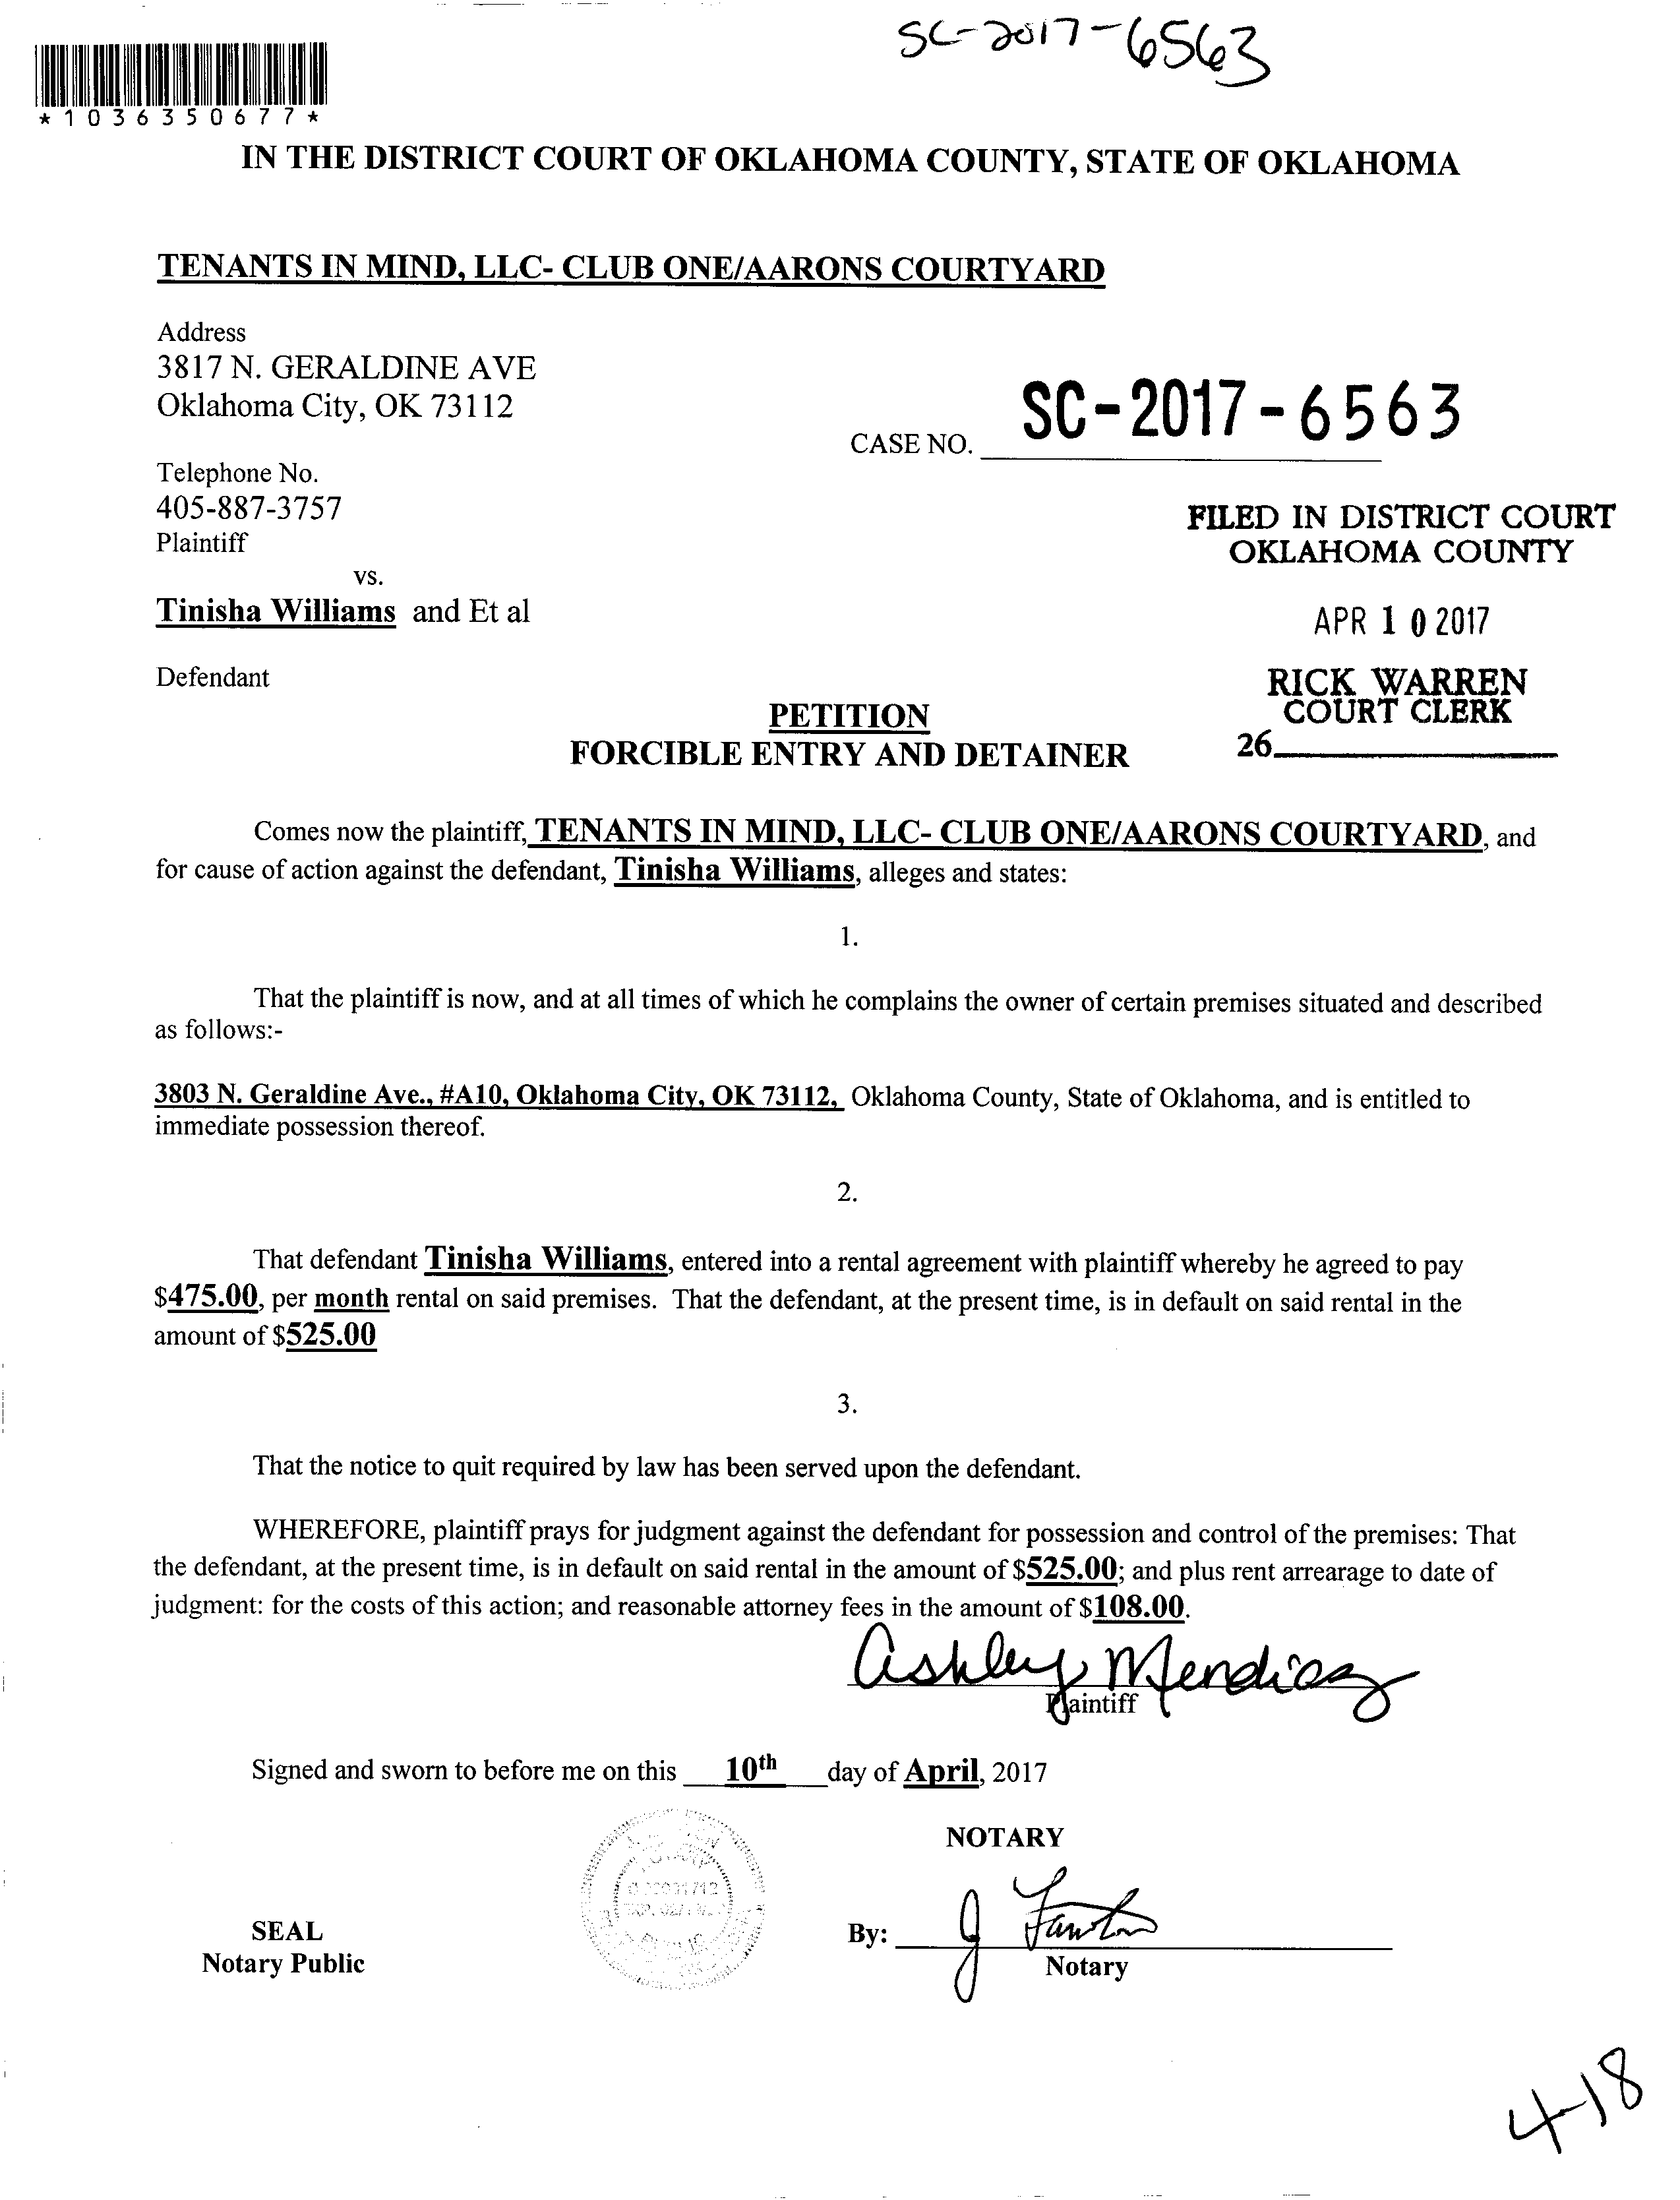 SC-2017-6563
*1036350677*
IN THE DISTRICT COURT OF OKLAHOMA COUNTY, STATE OF OKLAHOMA
TENANTS IN MIND, LLC- CLUB ONE/AARONS COURTYARD
Address
3817 N. GERALDINE AVE
Oklahoma City, OK 73112
CASE NO. SC-2017-6563
Telephone No.
405-887-3757
Plaintiff
vs.
Tinisha Williams and Et al
Defendant
FILED IN DISTRICT COURT
OKLAHOMA COUNTY
APR 10 2017
RICK WARREN
COURT CLERK
26
PETITION
FORCIBLE ENTRY AND DETAINER
Comes now the plaintiff, TENANTS IN MIND, LLC- CLUB ONE/AARONS COURTYARD, and
for cause of action against the defendant, Tinisha Williams, alleges and states:
1.
That the plaintiff is now, and at all times of which he complains the owner of certain premises situated and described
as follows:-
3803 N. Geraldine Ave., #A10, Oklahoma City, OK 73112, Oklahoma County, State of Oklahoma, and is entitled to
immediate possession thereof.
2.
That defendant Tinisha Williams, entered into a rental agreement with plaintiff whereby he agreed to pay
$475.00, per month rental on said premises. That the defendant, at the present time, is in default on said rental in the
amount of $525.00
3.
That the notice to quit required by law has been served upon the defendant.
WHEREFORE, plaintiff prays for judgment against the defendant for possession and control of the premises: That
the defendant, at the present time, is in default on said rental in the amount of $525.00; and plus rent arrearage to date of
judgment: for the costs of this action; and reasonable attorney fees in the amount of $108.00.
Ashley Mendiaz
Plaintiff
Signed and sworn to before me on this 10th day of April, 2017
NOTARY
SEAL
Notary Public
By: J
Notary
4-18